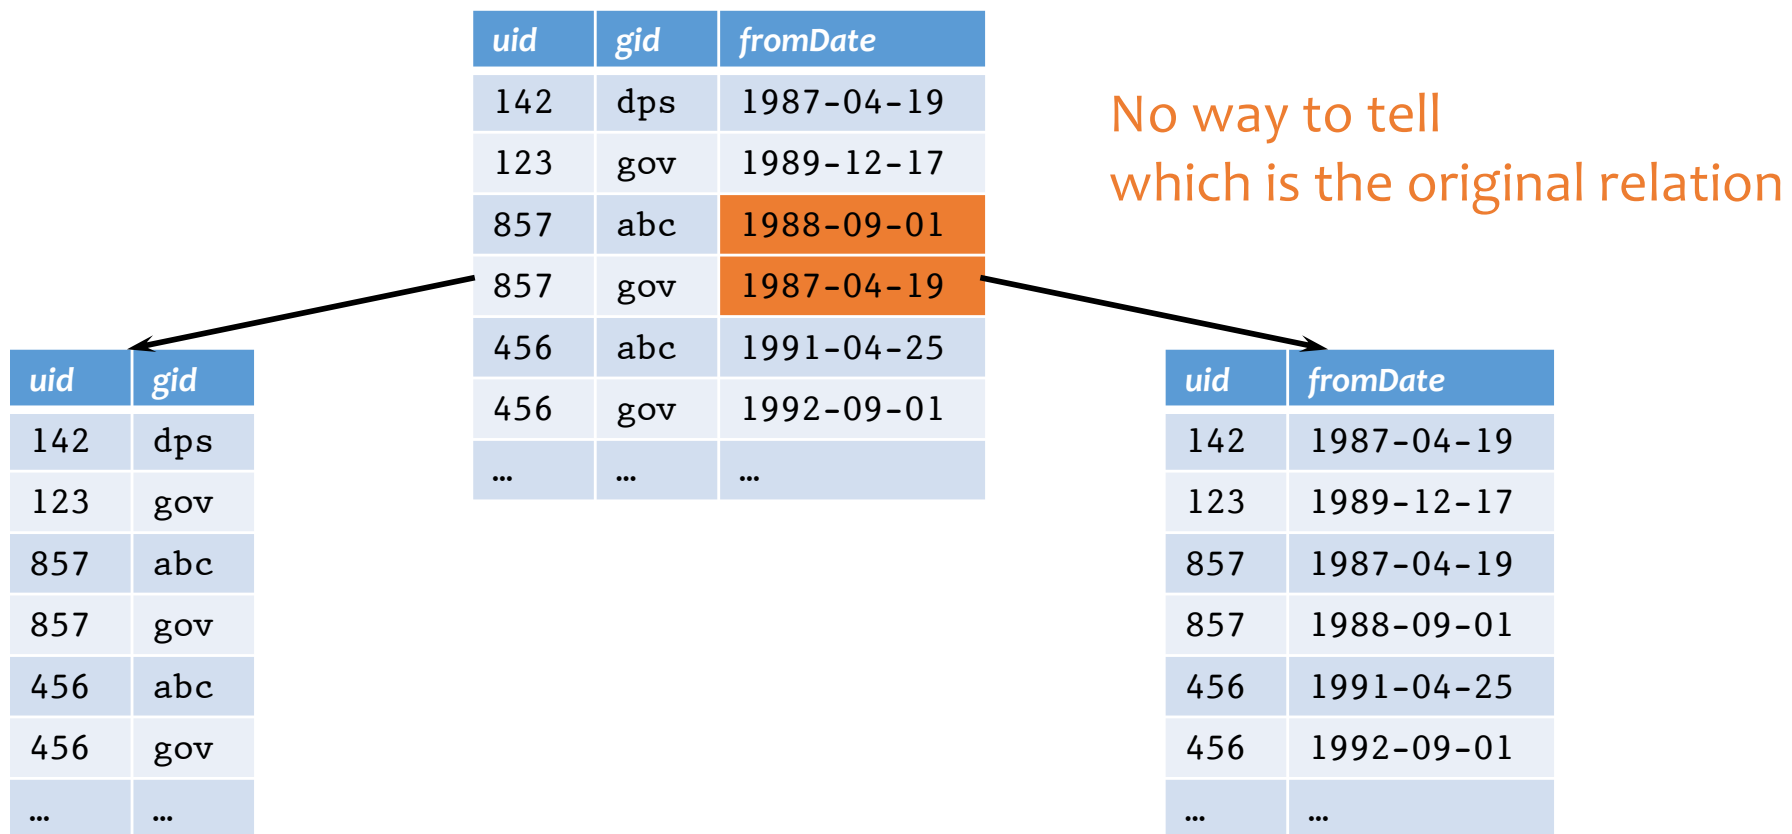 uid gid fromDate
142 dps 1987-04-19
123 gov 1989-12-17
857 abc 1988-09-01
857 gov 1987-04-19
456 abc 1991-04-25
456 gov 1992-09-01
… … …
No way to tell
which is the original relation
uid gid
142 dps
123 gov
857 abc
857 gov
456 abc
456 gov
… …
uid fromDate
142 1987-04-19
123 1989-12-17
857 1987-04-19
857 1988-09-01
456 1991-04-25
456 1992-09-01
… …